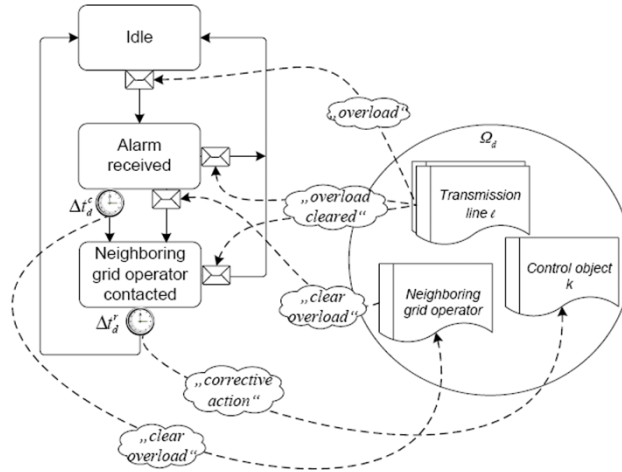 Idle
„overload“
Ω_d
Alarm
received
Transmission
line ℓ
Δt_d^c
„overload
cleared“
Neighboring
grid operator
contacted
Control object
k
„clear
overload“
Neighboring
grid operator
Δt_d^r
„corrective
action“
„clear
overload“